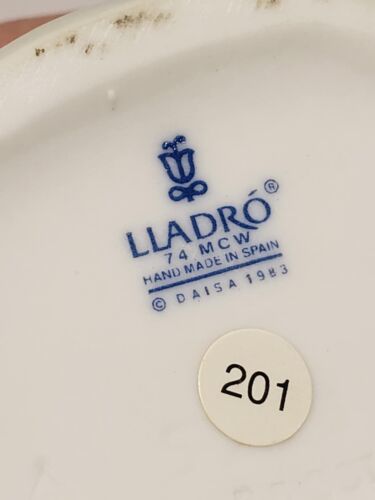 LLADRÓ®
74 MCW
HAND MADE IN SPAIN
© DAISA 1983
201